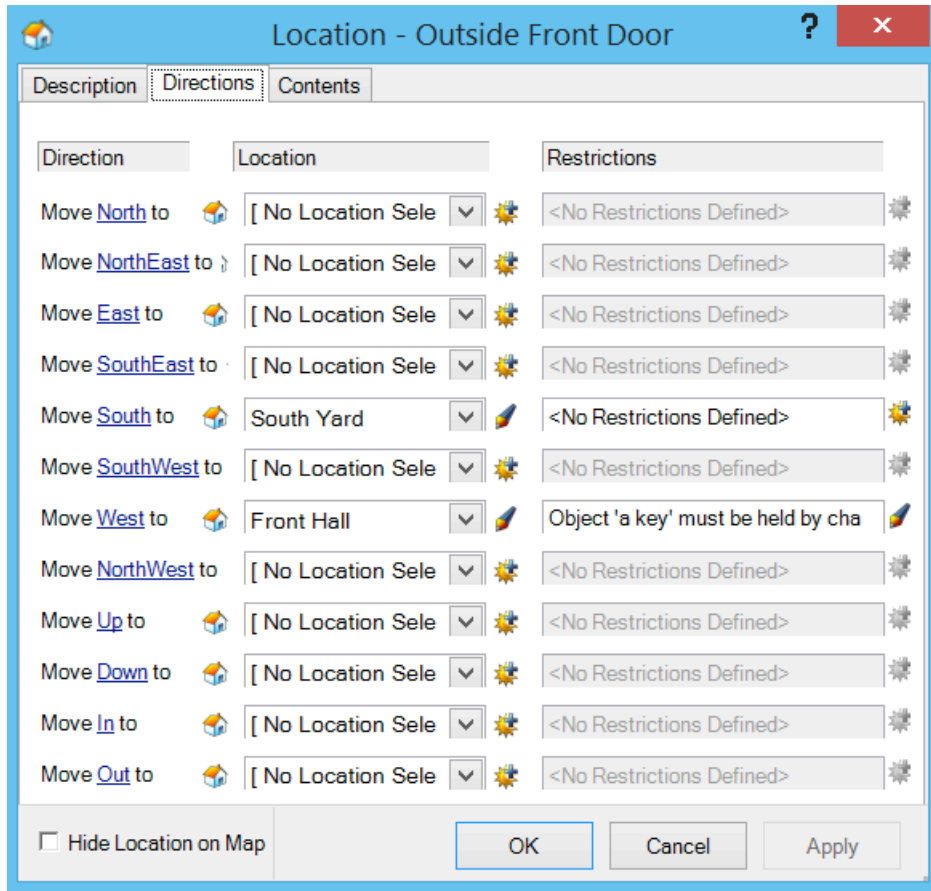 Location - Outside Front Door ? x
Description Directions Contents
Direction Location Restrictions
Move North to [ No Location Sele <No Restrictions Defined>
Move NorthEast to [ No Location Sele <No Restrictions Defined>
Move East to [ No Location Sele <No Restrictions Defined>
Move SouthEast to [ No Location Sele <No Restrictions Defined>
Move South to South Yard <No Restrictions Defined>
Move SouthWest to [ No Location Sele <No Restrictions Defined>
Move West to Front Hall Object 'a key' must be held by cha
Move NorthWest to [ No Location Sele <No Restrictions Defined>
Move Up to [ No Location Sele <No Restrictions Defined>
Move Down to [ No Location Sele <No Restrictions Defined>
Move In to [ No Location Sele <No Restrictions Defined>
Move Out to [ No Location Sele <No Restrictions Defined>
Hide Location on Map OK Cancel Apply